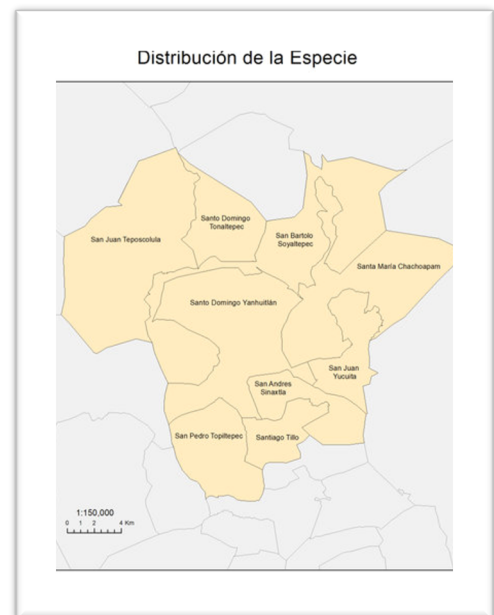 Distribución de la Especie
Santo Domingo
Tonaltepec
San Juan Teposcolula
San Bartolo
Soyaltepec
Santa María Chachoapam
Santo Domingo Yanhuitlán
San Juan
Yucuita
San Andres
Sinaxtla
San Pedro Topiltepec
Santiago Tillo
1:150,000
0 1 2 4 Km